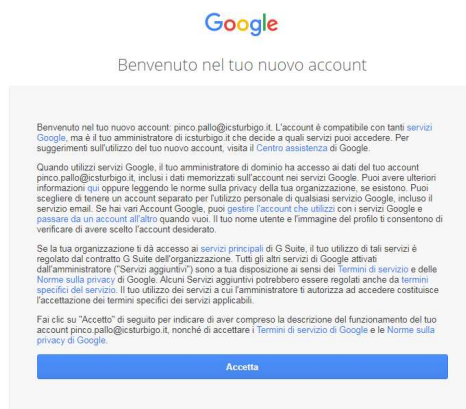 Google
Benvenuto nel tuo nuovo account
Benvenuto nel tuo nuovo account: pinco.pallo@icsturbigo.it. L'account è compatibile con tanti servizi
Google, ma è il tuo amministratore di icsturbigo.it che decide a quali servizi puoi accedere. Per
suggerimenti sull'utilizzo del tuo nuovo account, visita il Centro assistenza di Google.
Quando utilizzi servizi Google, il tuo amministratore di dominio ha accesso ai dati del tuo account
pinco.pallo@icsturbigo.it, inclusi i dati memorizzati sull'account nei servizi Google. Puoi avere ulteriori
informazioni qui oppure leggendo le norme sulla privacy della tua organizzazione, se esistono. Puoi
scegliere di tenere un account separato per l'utilizzo personale di qualsiasi servizio Google, incluso il
servizio email. Se hai vari Account Google, puoi gestire l'account che utilizzi con i servizi Google e
passare da un account all'altro quando vuoi. Il tuo nome utente e l'immagine del profilo ti consentono di
verificare di avere scelto l'account desiderato.
Se la tua organizzazione ti dà accesso ai servizi principali di G Suite, il tuo utilizzo di tali servizi è
regolato dal contratto G Suite dell'organizzazione. Tutti gli altri servizi di Google attivati
dall'amministratore ("Servizi aggiuntivi") sono a tua disposizione ai sensi dei Termini di servizio e delle
Norme sulla privacy di Google. Alcuni Servizi aggiuntivi potrebbero essere regolati anche da termini
specifici del servizio. Il tuo utilizzo dei servizi a cui l'amministratore ti autorizza ad accedere costituisce
l'accettazione dei termini specifici dei servizi applicabili.
Fai clic su "Accetto" di seguito per indicare di aver compreso la descrizione del funzionamento del tuo
account pinco.pallo@icsturbigo.it, nonché di accettare i Termini di servizio di Google e le Norme sulla
privacy di Google.
Accetta